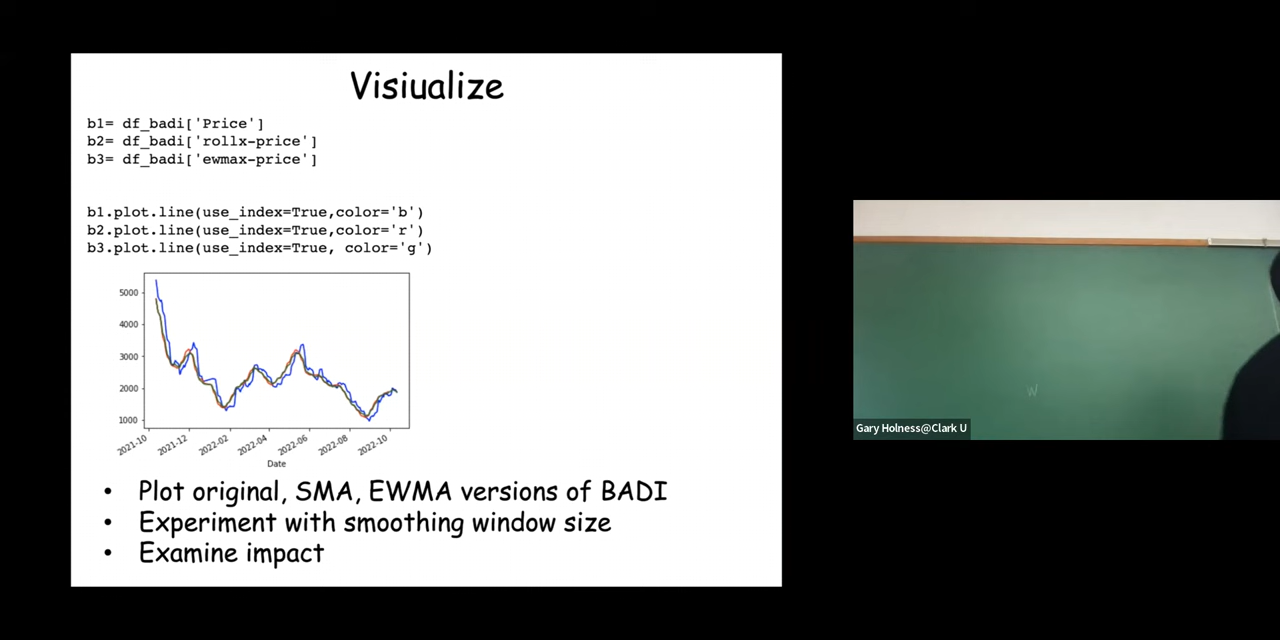 Visiualize
b1= df_badi['Price']
b2= df_badi['rollx-price']
b3= df_badi['ewmax-price']
b1.plot.line(use_index=True,color='b')
b2.plot.line(use_index=True,color='r')
b3.plot.line(use_index=True, color='g')
5000
4000
3000
2000
1000
2021-10
2021-12
2022-02
2022-04
2022-06
2022-08
2022-10
Date
• Plot original, SMA, EWMA versions of BADI
• Experiment with smoothing window size
• Examine impact
W
Gary Holness@Clark U